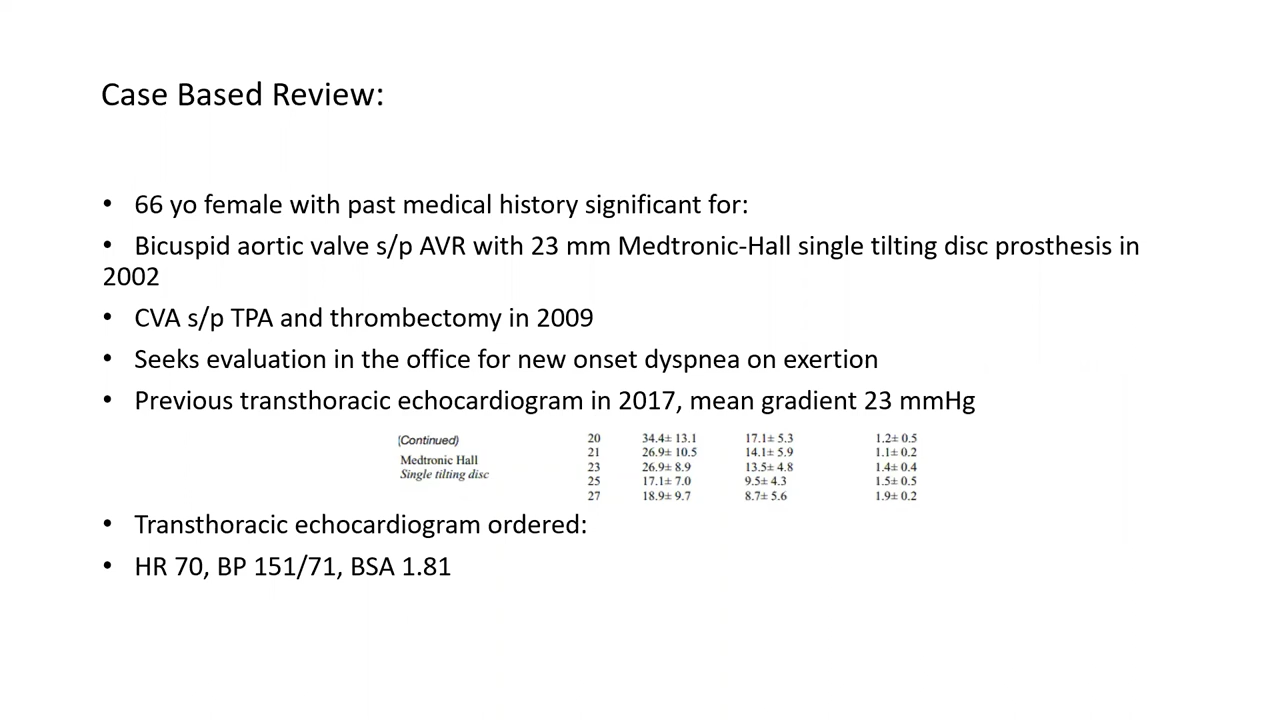 Case Based Review:
• 66 yo female with past medical history significant for:
• Bicuspid aortic valve s/p AVR with 23 mm Medtronic-Hall single tilting disc prosthesis in
2002
• CVA s/p TPA and thrombectomy in 2009
• Seeks evaluation in the office for new onset dyspnea on exertion
• Previous transthoracic echocardiogram in 2017, mean gradient 23 mmHg
(Continued) 20 34.4± 13.1 17.1± 5.3 1.2± 0.5
21 26.9± 10.5 14.1± 5.9 1.1± 0.2
Medtronic Hall 23 26.9± 8.9 13.5± 4.8 1.4± 0.4
Single tilting disc 25 17.1± 7.0 9.5± 4.3 1.5± 0.5
27 18.9± 9.7 8.7± 5.6 1.9± 0.2
• Transthoracic echocardiogram ordered:
• HR 70, BP 151/71, BSA 1.81